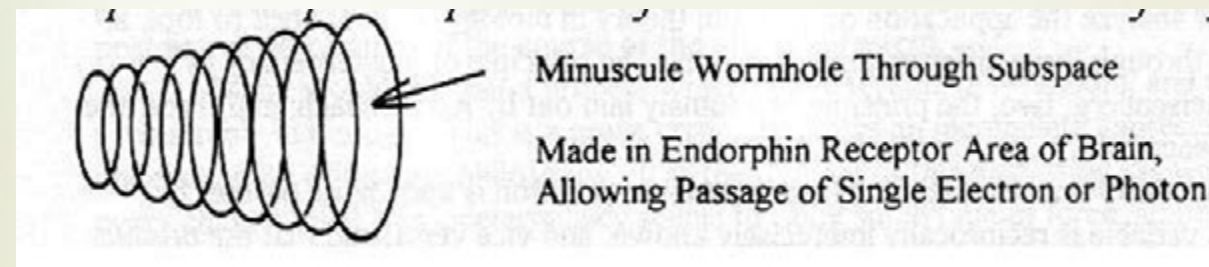 Minuscule Wormhole Through Subspace
Made in Endorphin Receptor Area of Brain,
Allowing Passage of Single Electron or Photon